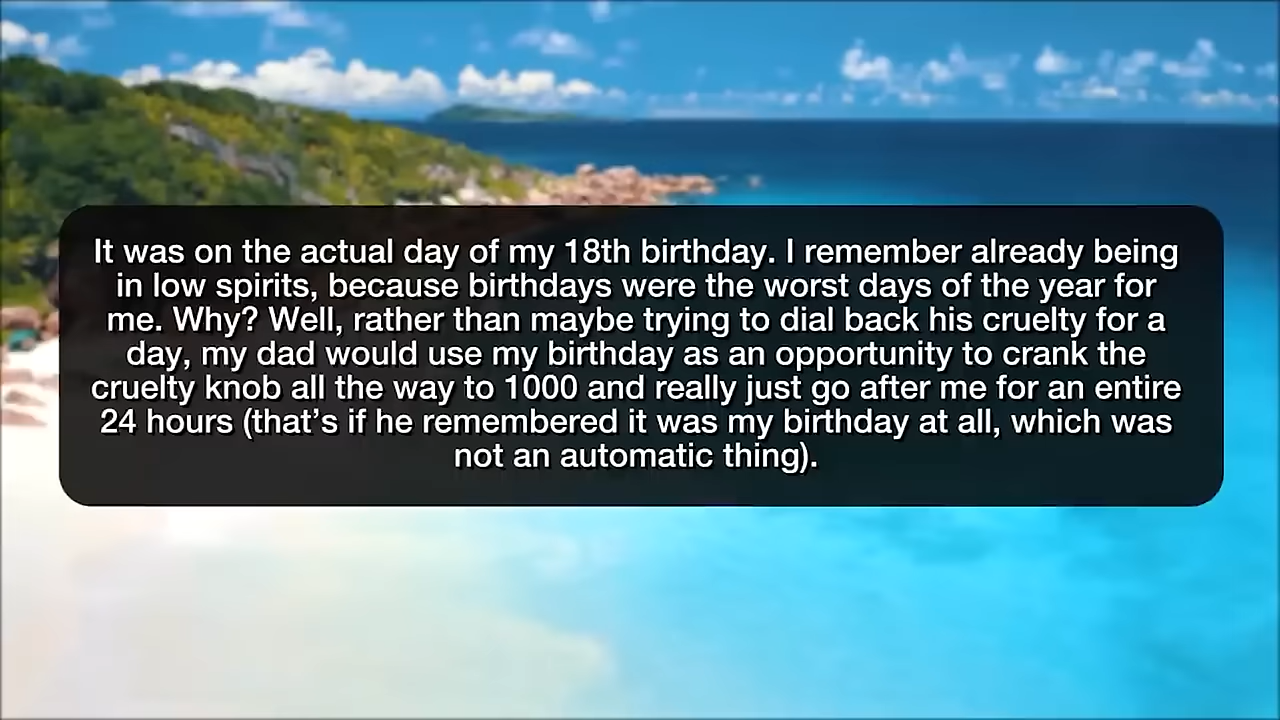 It was on the actual day of my 18th birthday. I remember already being
in low spirits, because birthdays were the worst days of the year for
me. Why? Well, rather than maybe trying to dial back his cruelty for a
day, my dad would use my birthday as an opportunity to crank the
cruelty knob all the way to 1000 and really just go after me for an entire
24 hours (that’s if he remembered it was my birthday at all, which was
not an automatic thing).